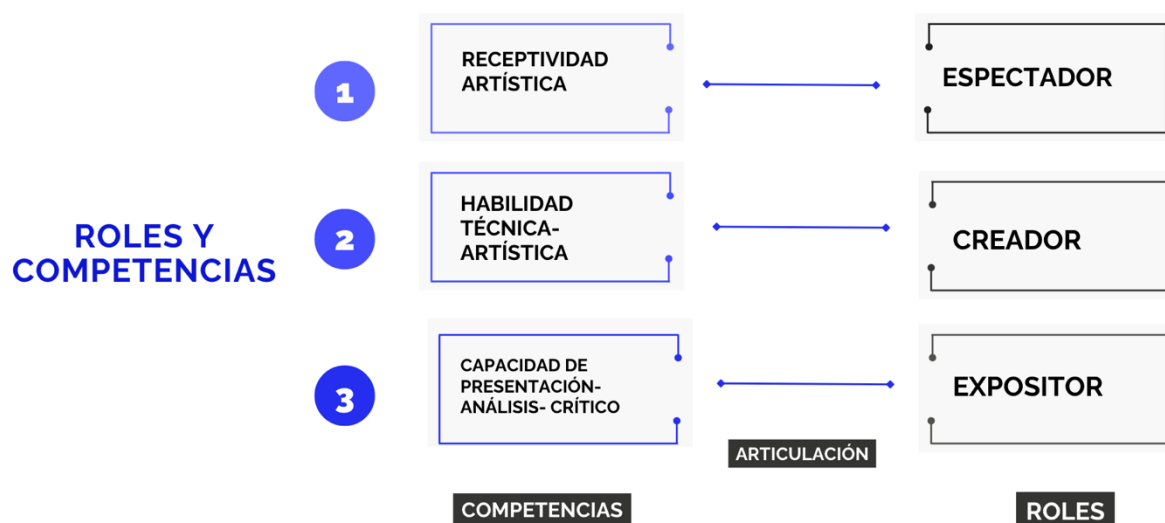 ROLES Y
COMPETENCIAS
1
RECEPTIVIDAD
ARTÍSTICA
ESPECTADOR
2
HABILIDAD
TÉCNICA-
ARTÍSTICA
CREADOR
3
CAPACIDAD DE
PRESENTACIÓN-
ANÁLISIS- CRÍTICO
EXPOSITOR
ARTICULACIÓN
COMPETENCIAS
ROLES